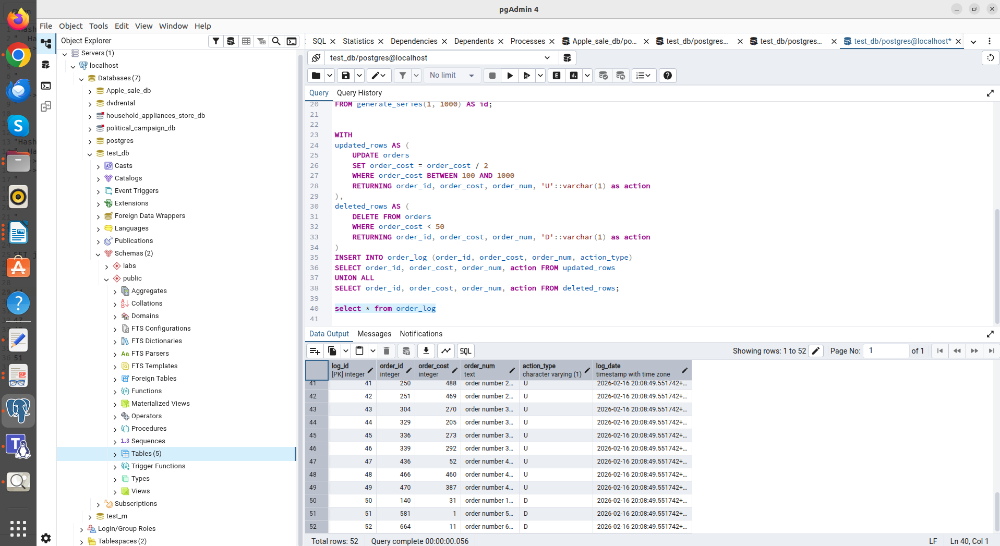 pgAdmin 4
File Object Tools Edit View Window Help
Object Explorer
SQL Statistics Dependencies Dependents Processes Apple_sale_db/po... test_db/postgres... test_db/postgres... test_db/postgres@localhost*
Servers (1)
localhost
Databases (7)
Apple_sale_db
dvdrental
household_appliances_store_db
political_campaign_db
postgres
test_db
Casts
Catalogs
Event Triggers
Extensions
Foreign Data Wrappers
Languages
Publications
Schemas (2)
labs
public
Aggregates
Collations
Domains
FTS Configurations
FTS Dictionaries
FTS Parsers
FTS Templates
Foreign Tables
Functions
Materialized Views
Operators
Procedures
1..3 Sequences
Tables (5)
Trigger Functions
Types
Views
Subscriptions
test_m
Login/Group Roles
Tablespaces (2)
test_db/postgres@localhost
No limit
Query Query History
20 FROM generate_series(1, 1000) AS id;
21
22
23 WITH
24 updated_rows AS (
25 UPDATE orders
26 SET order_cost = order_cost / 2
27 WHERE order_cost BETWEEN 100 AND 1000
28 RETURNING order_id, order_cost, order_num, 'U'::varchar(1) as action
29 ),
30 deleted_rows AS (
31 DELETE FROM orders
32 WHERE order_cost < 50
33 RETURNING order_id, order_cost, order_num, 'D'::varchar(1) as action
34 )
35 INSERT INTO order_log (order_id, order_cost, order_num, action_type)
36 SELECT order_id, order_cost, order_num, action FROM updated_rows
37 UNION ALL
38 SELECT order_id, order_cost, order_num, action FROM deleted_rows;
39
40 select * from order_log
41
Data Output Messages Notifications
SQL Showing rows: 1 to 52 Page No: 1 of 1
log_id order_id order_cost order_num action_type log_date
[PK] integer integer integer text character varying (1) timestamp with time zone
41 41 250 488 order number 2... U 2026-02-16 20:08:49.551742+...
42 42 251 469 order number 2... U 2026-02-16 20:08:49.551742+...
43 43 304 270 order number 3... U 2026-02-16 20:08:49.551742+...
44 44 329 205 order number 3... U 2026-02-16 20:08:49.551742+...
45 45 336 273 order number 3... U 2026-02-16 20:08:49.551742+...
46 46 339 292 order number 3... U 2026-02-16 20:08:49.551742+...
47 47 436 52 order number 4... U 2026-02-16 20:08:49.551742+...
48 48 466 460 order number 4... U 2026-02-16 20:08:49.551742+...
49 49 470 387 order number 4... U 2026-02-16 20:08:49.551742+...
50 50 140 31 order number 1... D 2026-02-16 20:08:49.551742+...
51 51 581 1 order number 5... D 2026-02-16 20:08:49.551742+...
52 52 664 11 order number 6... D 2026-02-16 20:08:49.551742+...
Total rows: 52 Query complete 00:00:00.056 LF Ln 40, Col 1